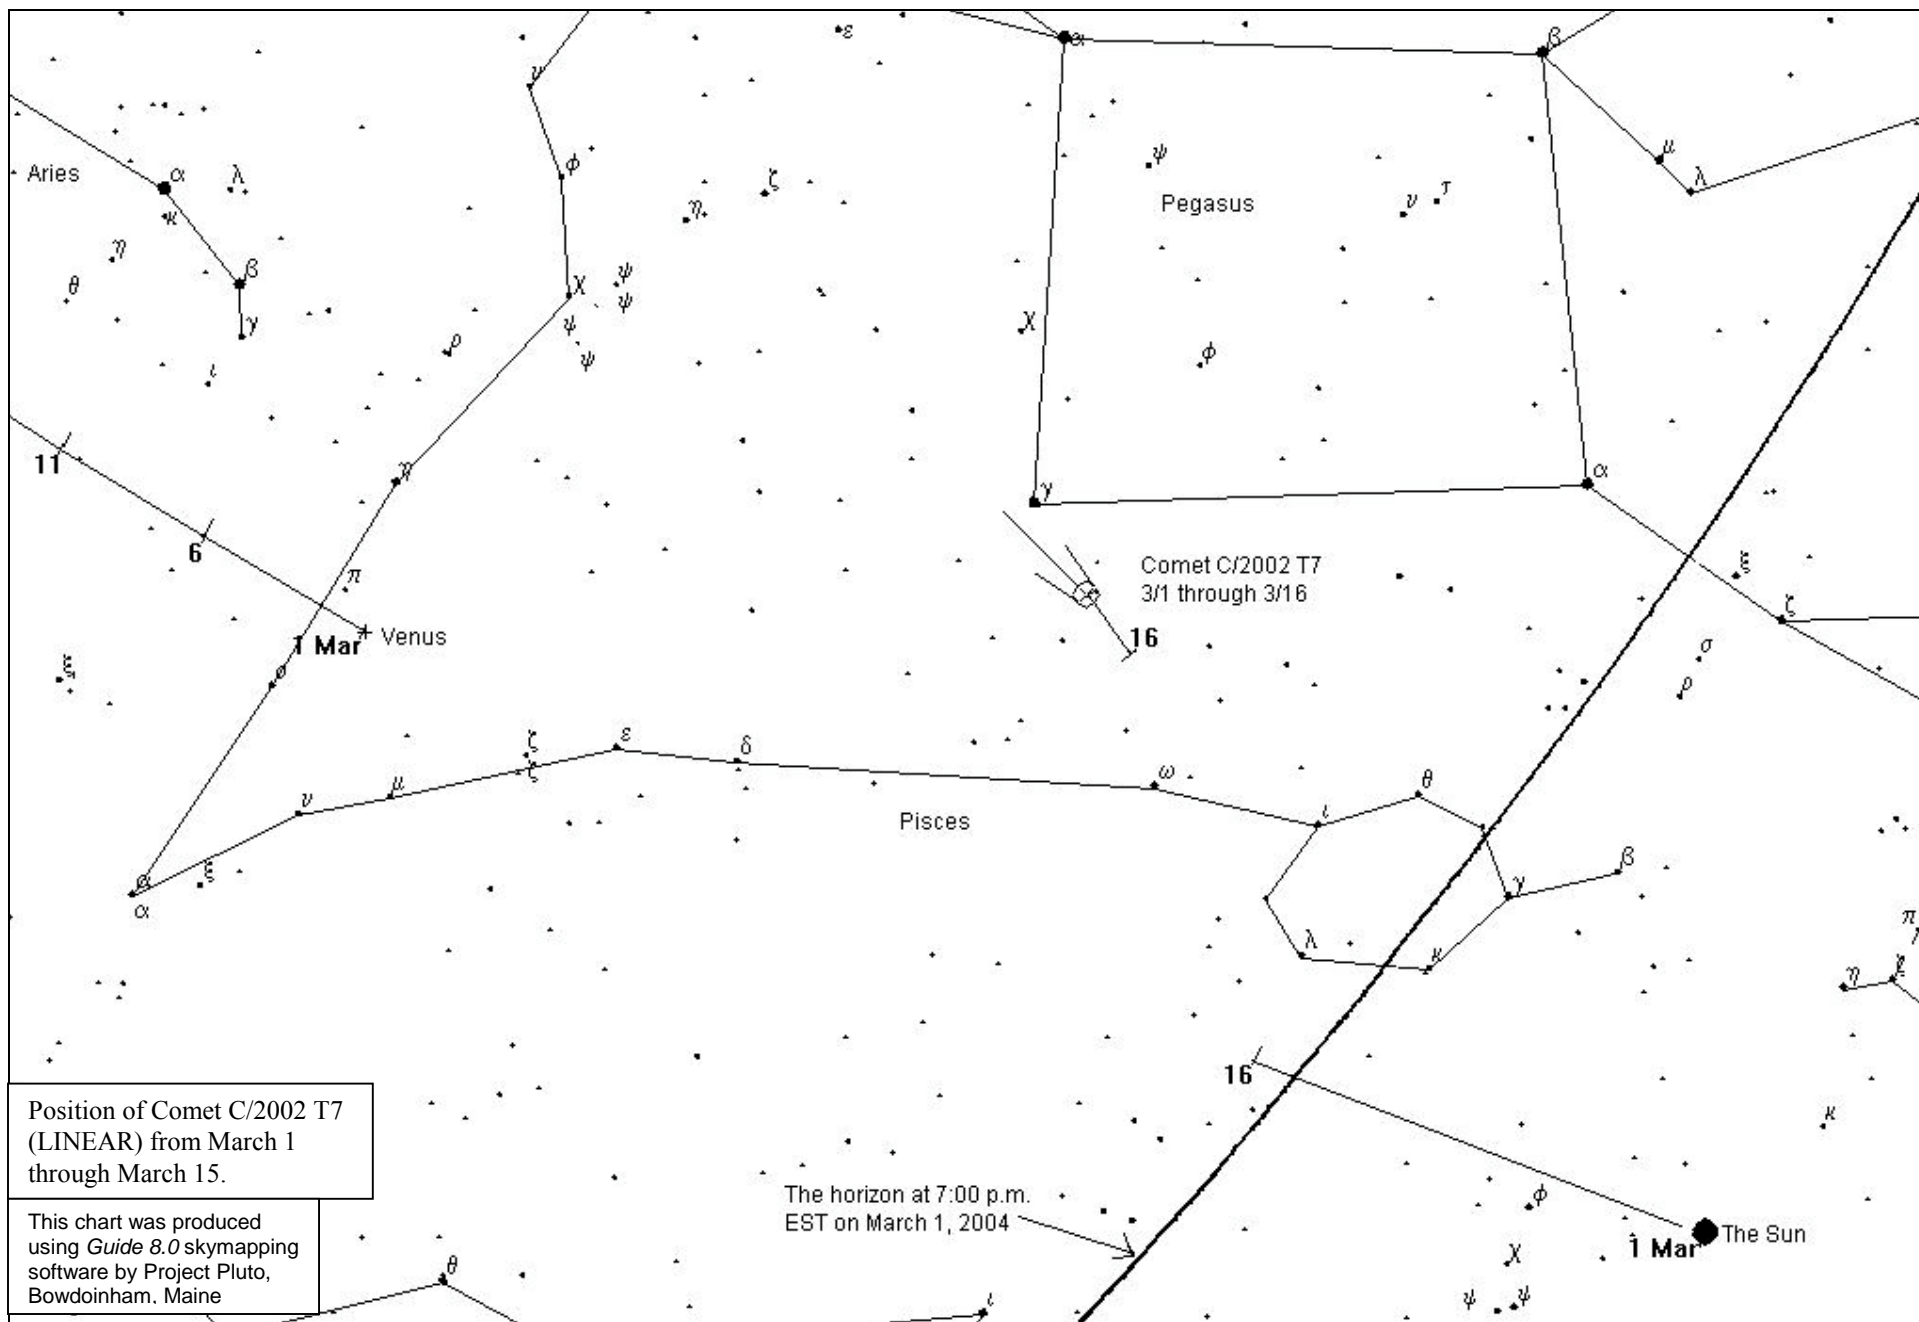 ε
α
β
ν
φ
ψ
μ
λ
Aries
α
λ
ζ
Pegasus
ν
τ
κ
η
η
β
θ
χ
ψ
ψ
γ
ψ
ψ
ρ
χ
φ
ι
11
η
γ
α
6
π
Comet C/2002 T7
3/1 through 3/16
ξ
ζ
1 Mar
Venus
16
ξ
ο
σ
ρ
ζ
ε
δ
ζ
ν
μ
ω
θ
ι
Pisces
β
α
ξ
γ
α
λ
κ
π
η
ξ
16
Position of Comet C/2002 T7
(LINEAR) from March 1
through March 15.
κ
The horizon at 7:00 p.m.
EST on March 1, 2004
φ
This chart was produced
using Guide 8.0 skymapping
software by Project Pluto,
Bowdoinham, Maine
1 Mar
The Sun
χ
θ
ι
ψ
ψ